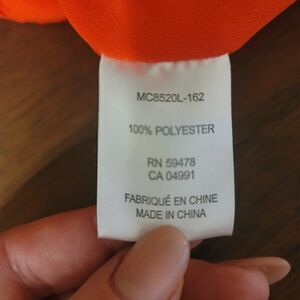 MC8520L-162
100% POLYESTER
RN 59478
CA 04991
FABRIQUÉ EN CHINE
MADE IN CHINA